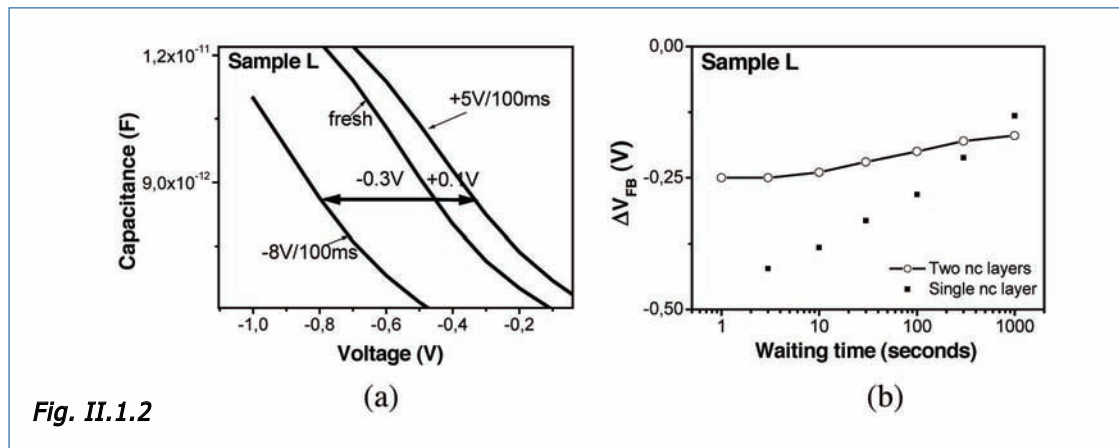 Sample L
1,2x10⁻¹¹
9,0x10⁻¹²
Capacitance (F)
fresh
+5V/100ms
-0.3V
+0.1V
-8V/100ms
-1,0
-0,8
-0,6
-0,4
-0,2
Voltage (V)
(a)
Sample L
0,00
-0,25
-0,50
ΔV_FB (V)
Two nc layers
Single nc layer
1
10
100
1000
Waiting time (seconds)
(b)
Fig. II.1.2